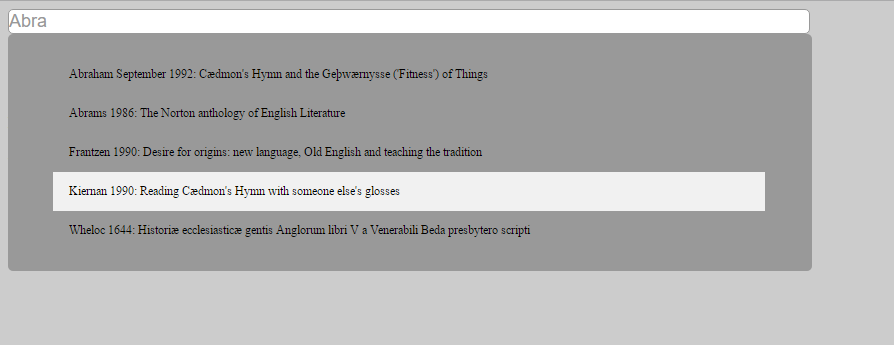 Abra
Abraham September 1992: Cædmon's Hymn and the Geþwærnysse ('Fitness') of Things
Abrams 1986: The Norton anthology of English Literature
Frantzen 1990: Desire for origins: new language, Old English and teaching the tradition
Kiernan 1990: Reading Cædmon's Hymn with someone else's glosses
Wheloc 1644: Historiæ ecclesiasticæ gentis Anglorum libri V a Venerabili Beda presbytero scripti